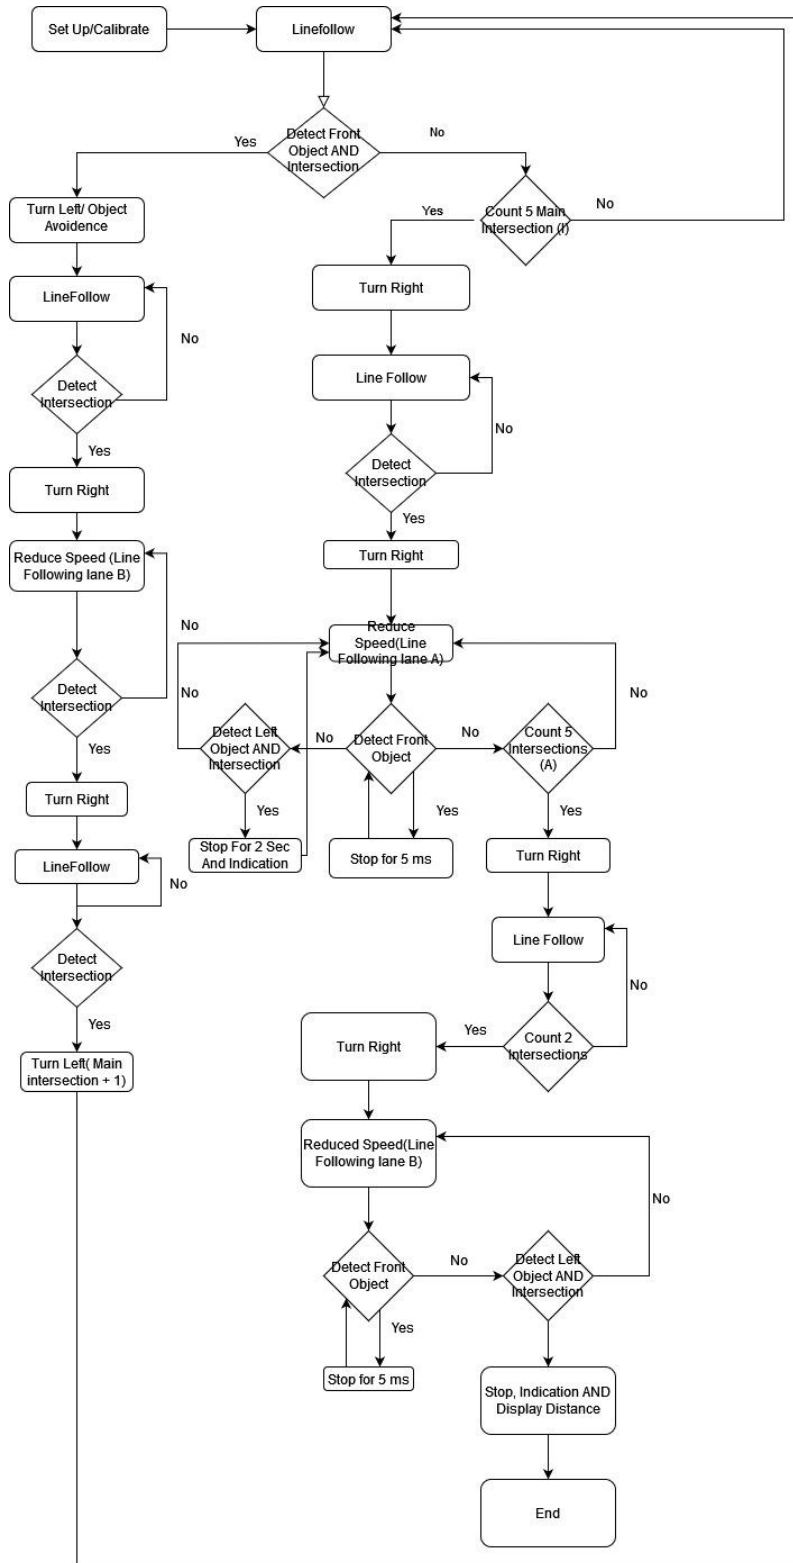 Set Up/Calibrate
Linefollow
Detect Front
Object AND
Intersection
Yes
No
Turn Left/ Object
Avoidence
Count 5 Main
Intersection (I)
No
Yes
LineFollow
No
Detect
Intersection
Yes
Turn Right
Reduce Speed (Line
Following lane B)
No
Detect
Intersection
Yes
Turn Right
LineFollow
No
Detect
Intersection
Yes
Turn Left( Main
intersection + 1)
Turn Right
Line Follow
No
Detect
Intersection
Yes
Turn Right
Reduce
Speed(Line
Following lane A)
No
Detect Left
Object AND
Intersection
No
Detect Front
Object
No
Count 5
Intersections
(A)
No
Yes
Stop For 2 Sec
And Indication
Yes
Stop for 5 ms
Yes
Turn Right
Line Follow
No
Count 2
Intersections
Yes
Turn Right
Reduced Speed(Line
Following lane B)
No
Detect Front
Object
No
Detect Left
Object AND
Intersection
Yes
Stop for 5 ms
Stop, Indication AND
Display Distance
End